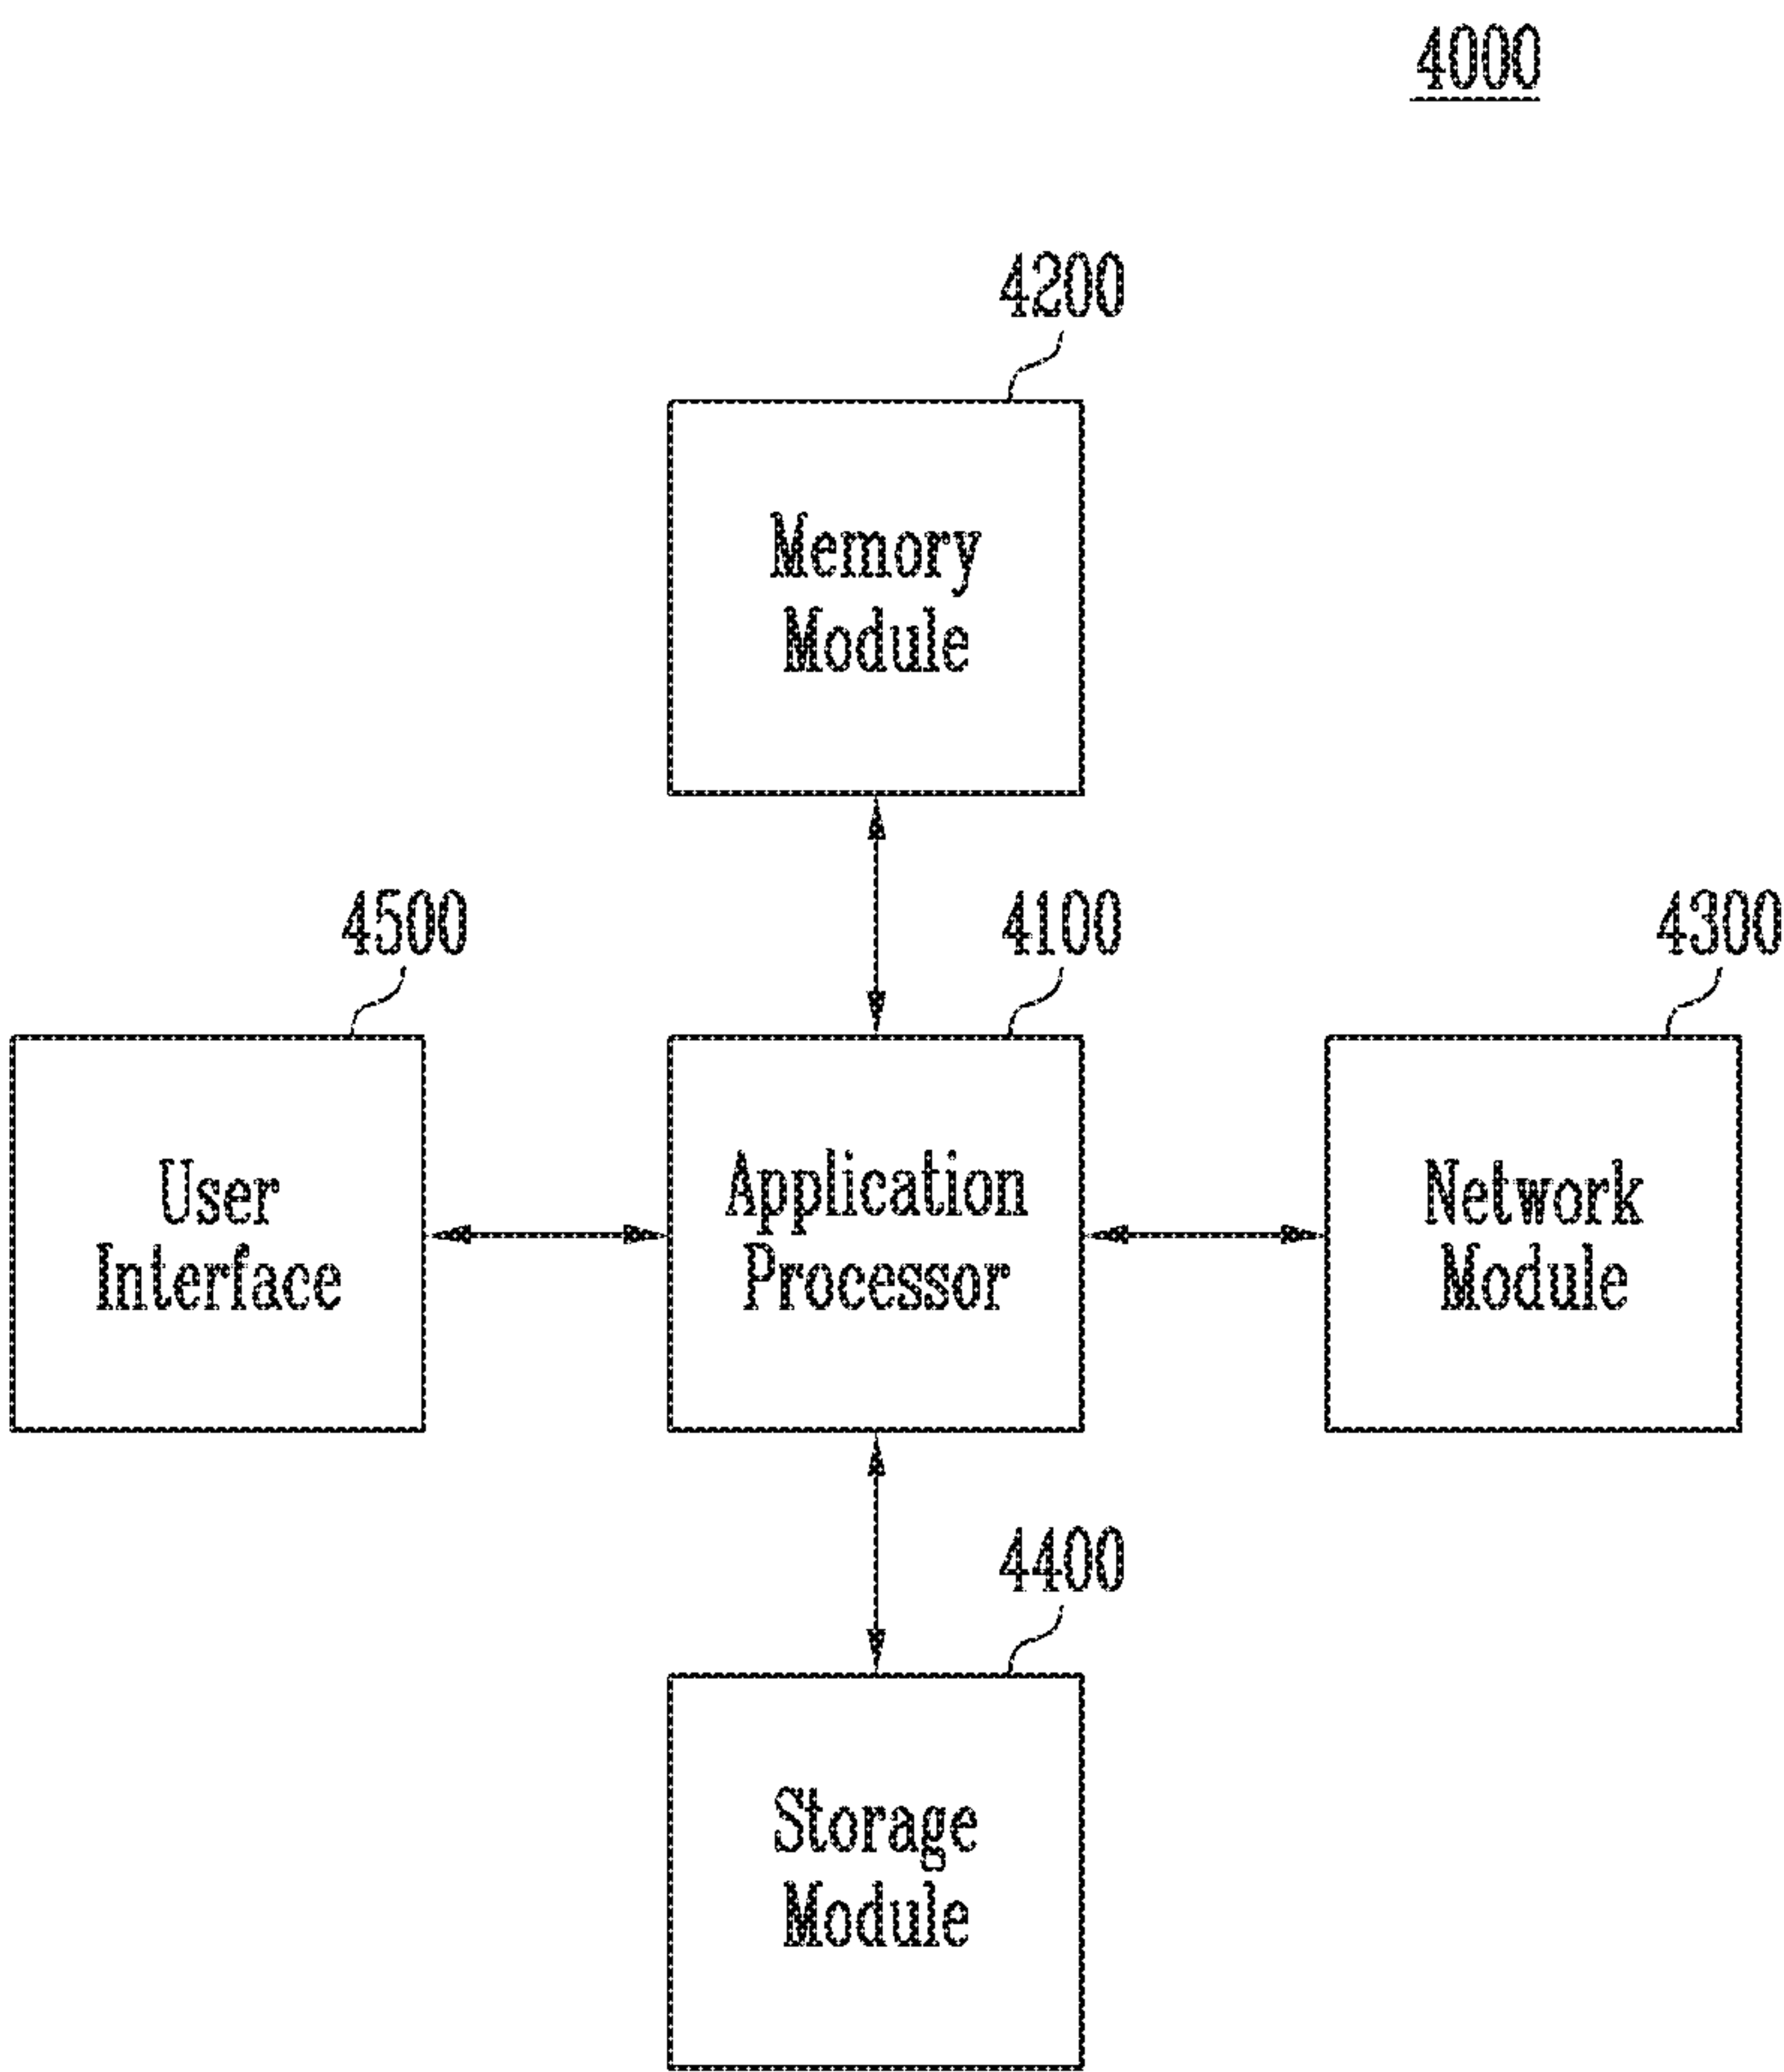 4000
4200
Memory
Module
4500
4100
4300
User
Interface
Application
Processor
Network
Module
4400
Storage
Module